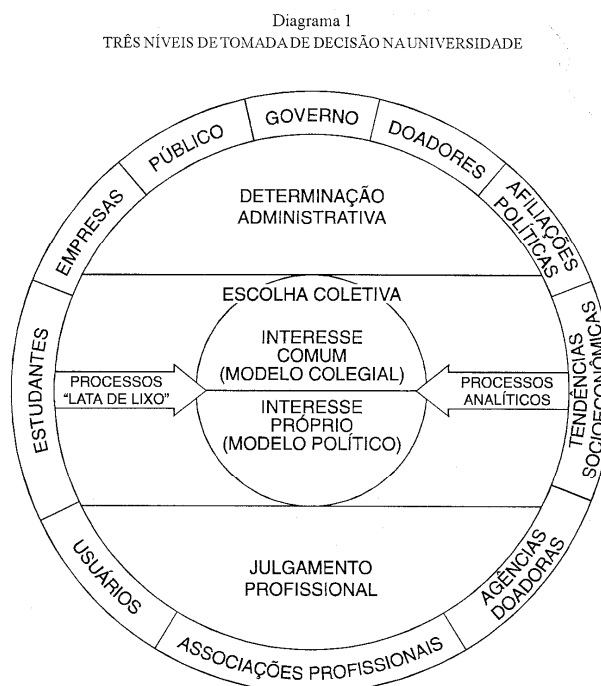 Diagrama 1
TRÊS NÍVEIS DE TOMADA DE DECISÃO NA UNIVERSIDADE
GOVERNO
PÚBLICO
DOADORES
EMPRESAS
AFILIAÇÕES
POLÍTICAS
DETERMINAÇÃO
ADMINISTRATIVA
ESTUDANTES
TENDÊNCIAS
SOCIOECONÔMICAS
ESCOLHA COLETIVA
INTERESSE
COMUM
(MODELO COLEGIAL)
PROCESSOS
“LATA DE LIXO”
PROCESSOS
ANALÍTICOS
INTERESSE
PRÓPRIO
(MODELO POLÍTICO)
JULGAMENTO
PROFISSIONAL
USUÁRIOS
AGÊNCIAS
DOADORAS
ASSOCIAÇÕES PROFISSIONAIS